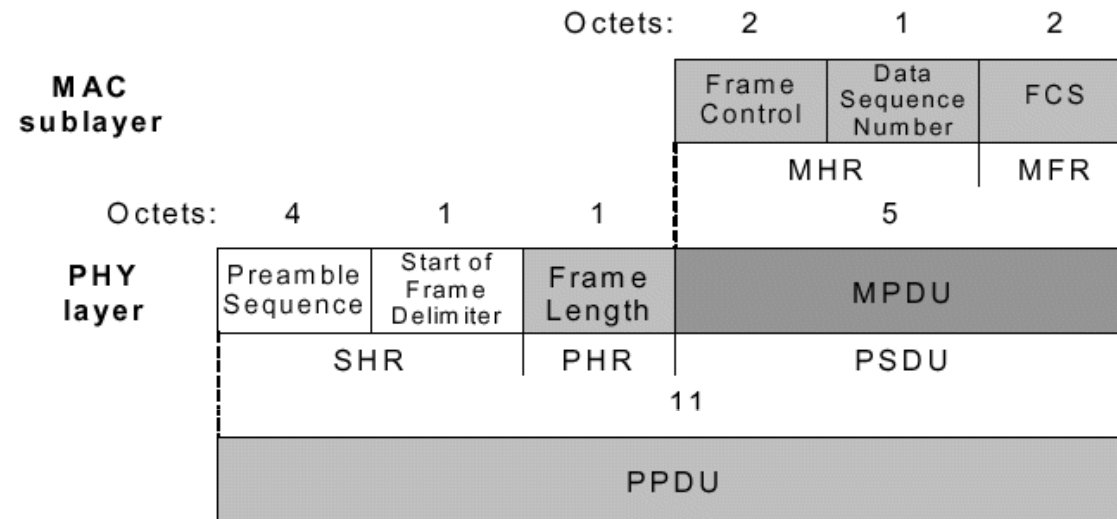 Octets: 2 1 2
MAC
sublayer
Frame
Control
Data
Sequence
Number
FCS
MHR MFR
Octets: 4 1 1 5
PHY
layer
Preamble
Sequence
Start of
Frame
Delimiter
Frame
Length
MPDU
SHR PHR PSDU
11
PPDU